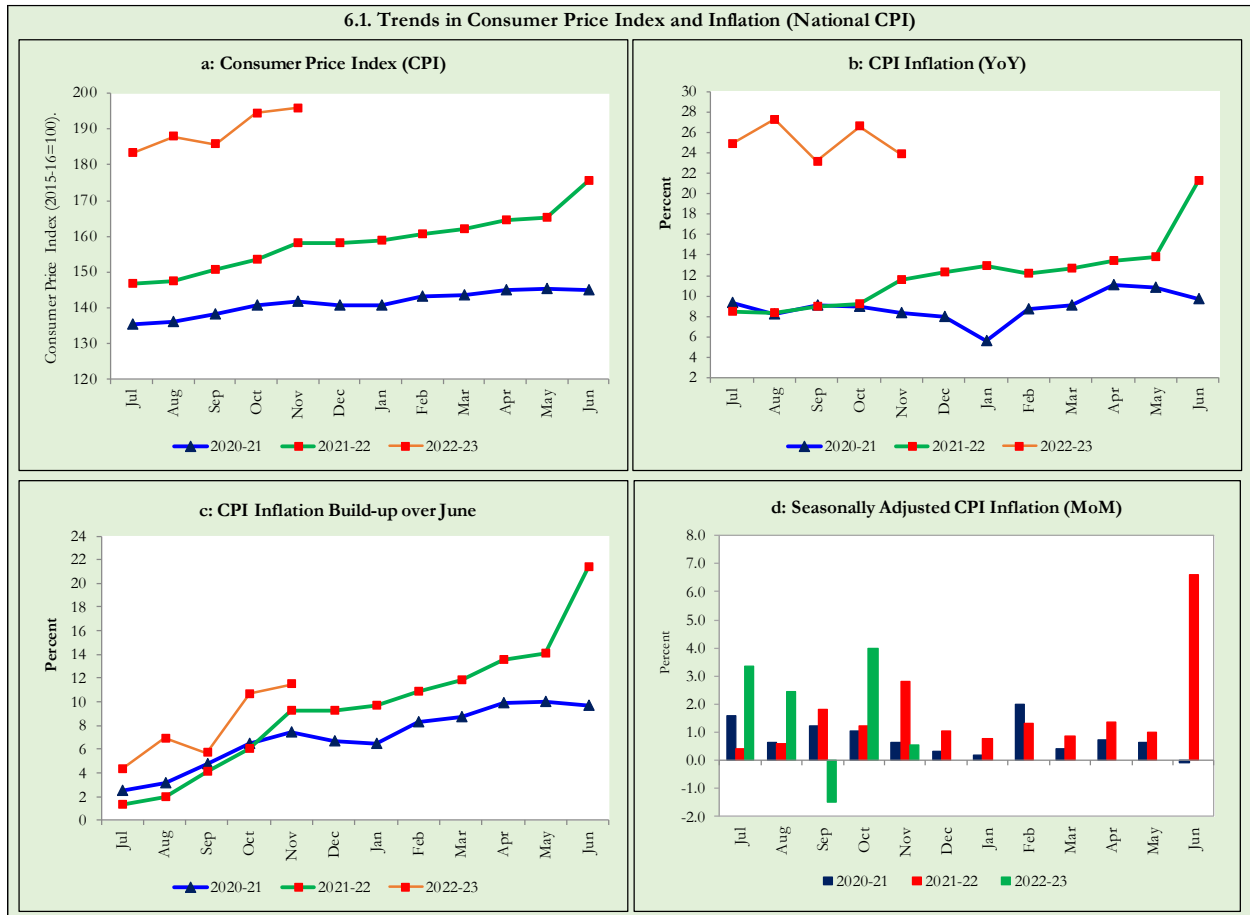 6.1. Trends in Consumer Price Index and Inflation (National CPI)
a: Consumer Price Index (CPI)
Consumer Price Index (2015-16=100).
200
190
180
170
160
150
140
130
120
Jul Aug Sep Oct Nov Dec Jan Feb Mar Apr May Jun
2020-21 2021-22 2022-23
b: CPI Inflation (YoY)
Percent
30
28
26
24
22
20
18
16
14
12
10
8
6
4
2
Jul Aug Sep Oct Nov Dec Jan Feb Mar Apr May Jun
2020-21 2021-22 2022-23
c: CPI Inflation Build-up over June
Percent
24
22
20
18
16
14
12
10
8
6
4
2
0
Jul Aug Sep Oct Nov Dec Jan Feb Mar Apr May Jun
2020-21 2021-22 2022-23
d: Seasonally Adjusted CPI Inflation (MoM)
Percent
8.0
7.0
6.0
5.0
4.0
3.0
2.0
1.0
0.0
-1.0
-2.0
Jul Aug Sep Oct Nov Dec Jan Feb Mar Apr May Jun
2020-21 2021-22 2022-23